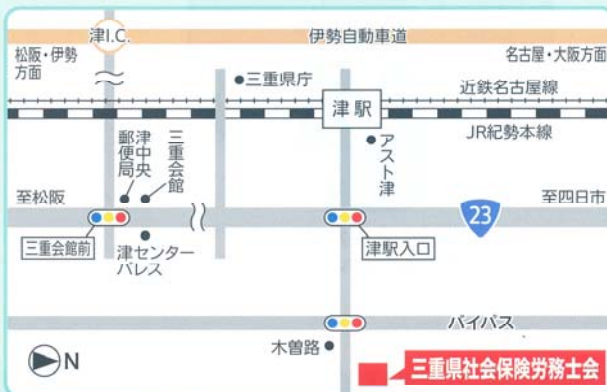 津I.C.
伊勢自動車道
松阪・伊勢
方面
名古屋・大阪方面
三重県庁
近鉄名古屋線
津駅
JR紀勢本線
アスト津
三重会館
津中央
郵便局
至松阪
至四日市
23
三重会館前
津駅入口
津センター
パレス
バイパス
木曽路
N
三重県社会保険労務士会